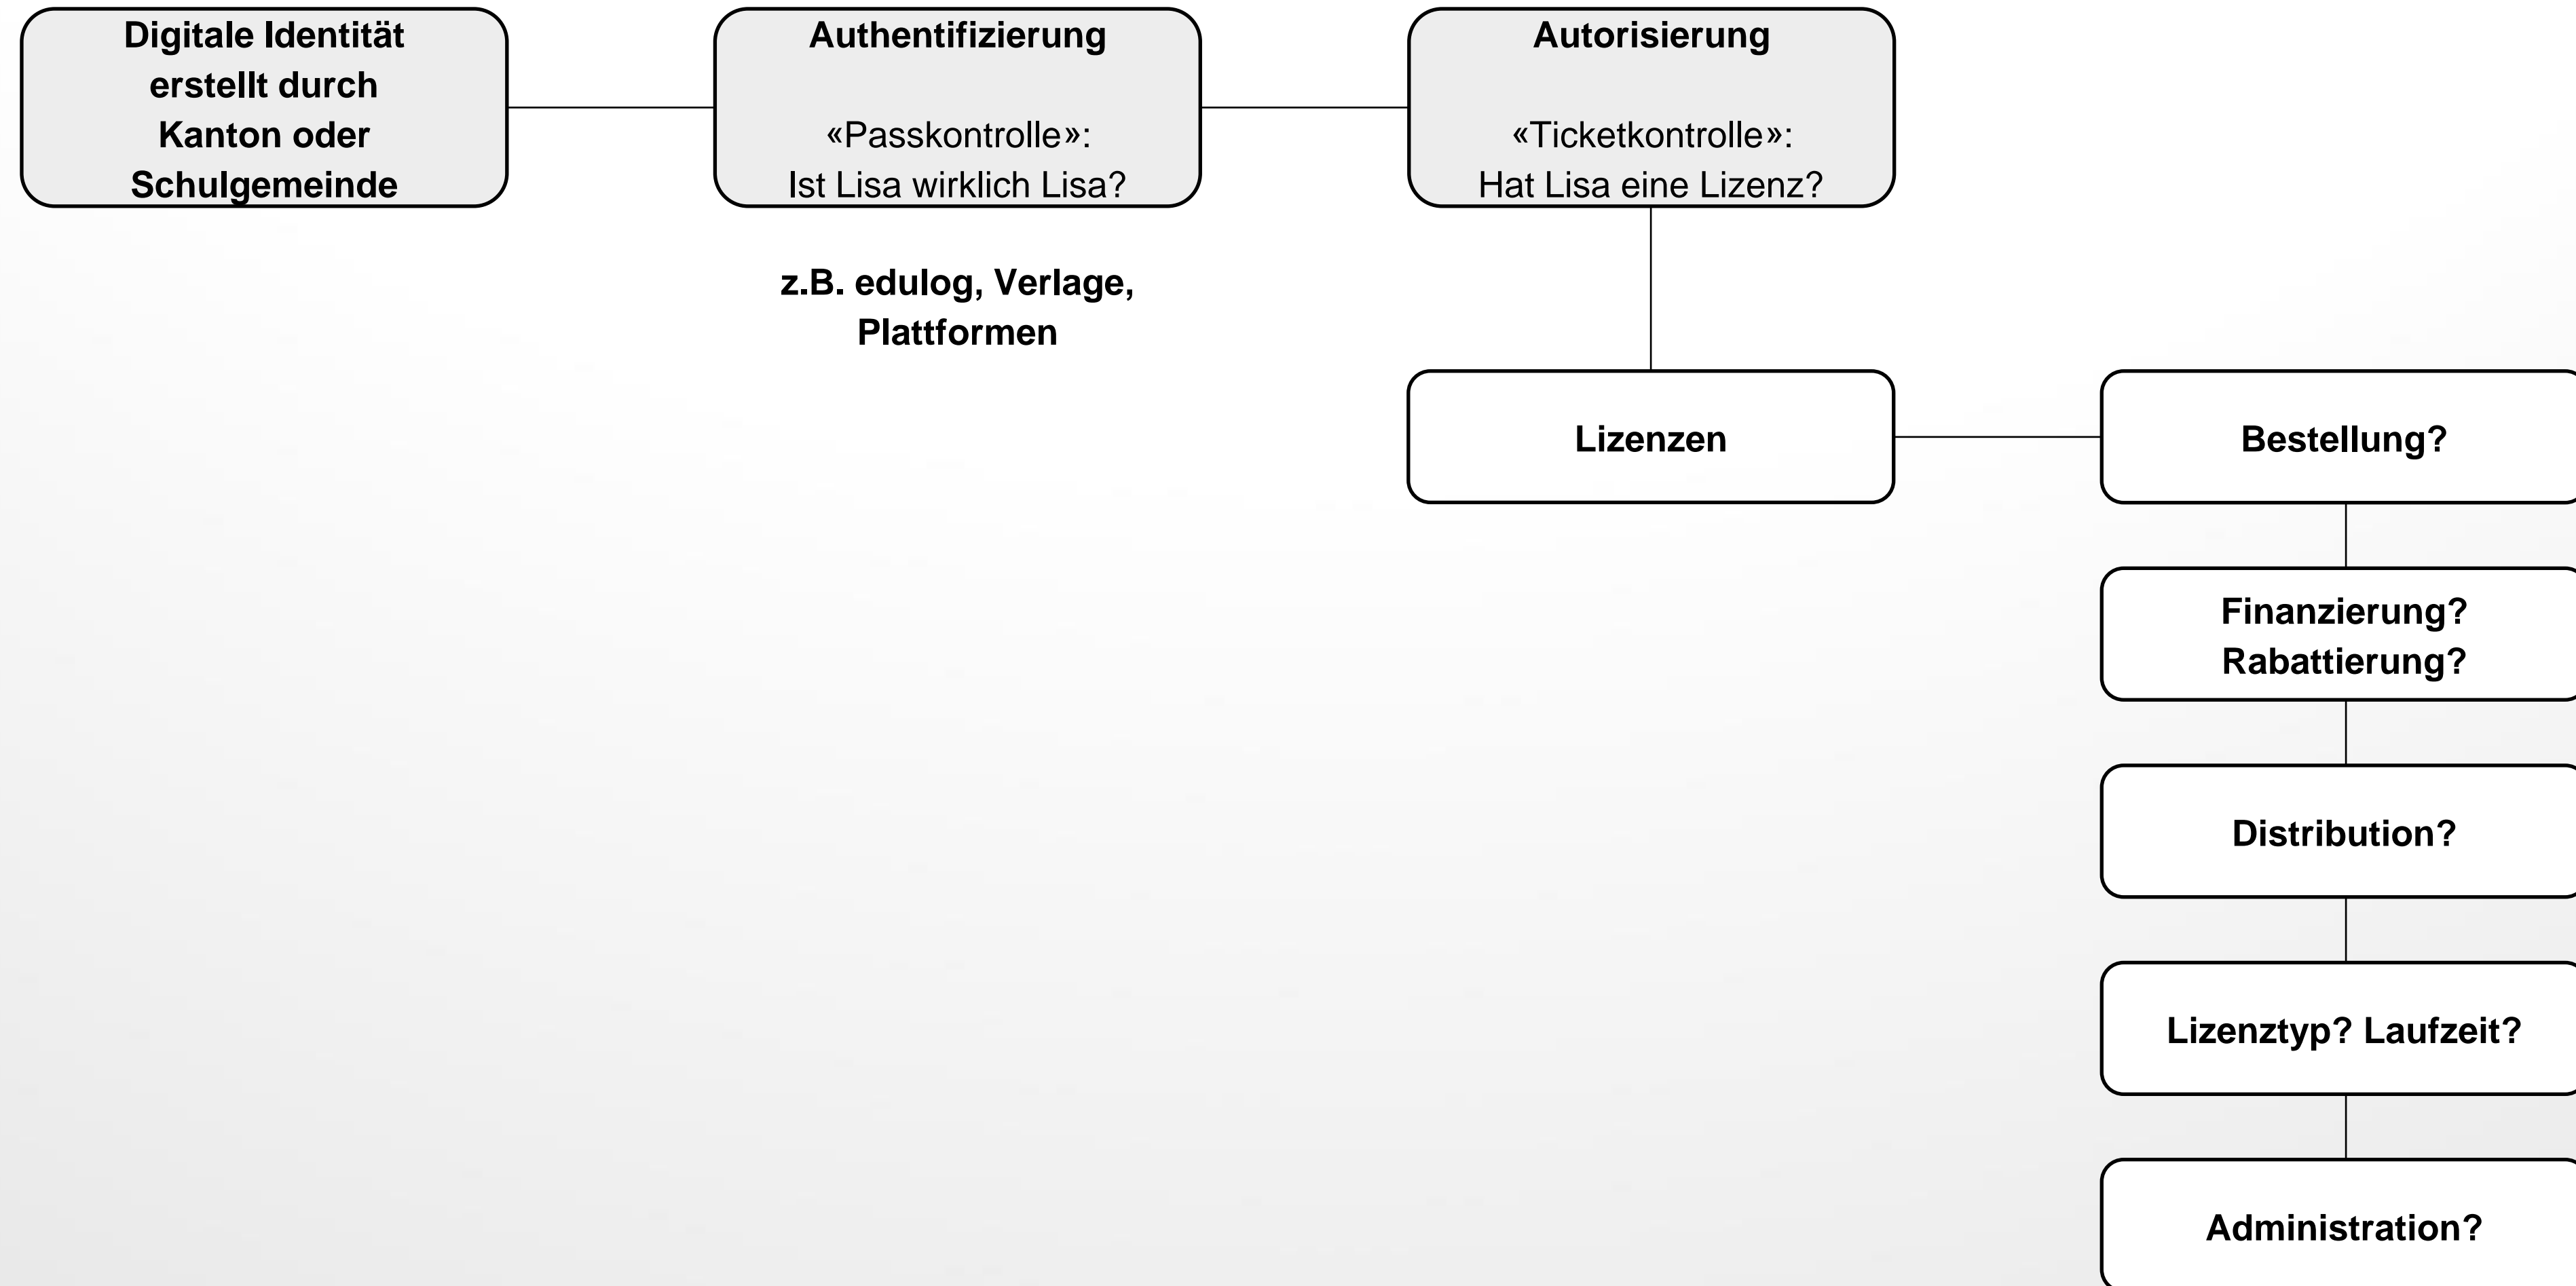 Digitale Identität
erstellt durch
Kanton oder
Schulgemeinde
Authentifizierung
«Passkontrolle»:
Ist Lisa wirklich Lisa?
z.B. edulog, Verlage,
Plattformen
Autorisierung
«Ticketkontrolle»:
Hat Lisa eine Lizenz?
Lizenzen
Bestellung?
Finanzierung?
Rabattierung?
Distribution?
Lizenztyp? Laufzeit?
Administration?